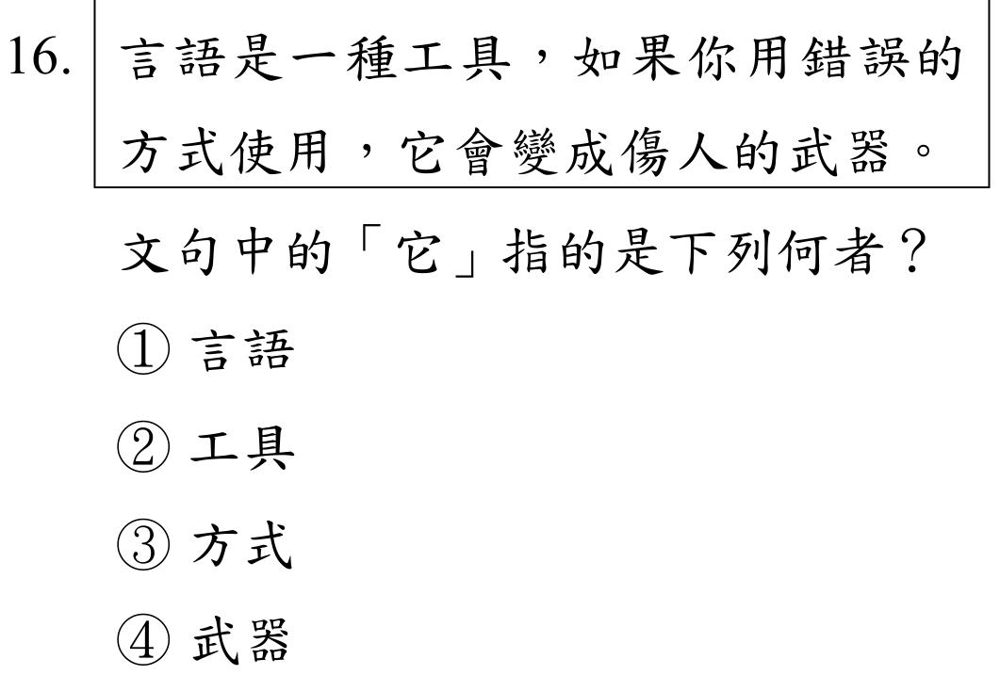 16. 言語是一種工具，如果你用錯誤的
方式使用，它會變成傷人的武器。
文句中的「它」指的是下列何者？
① 言語
② 工具
③ 方式
④ 武器